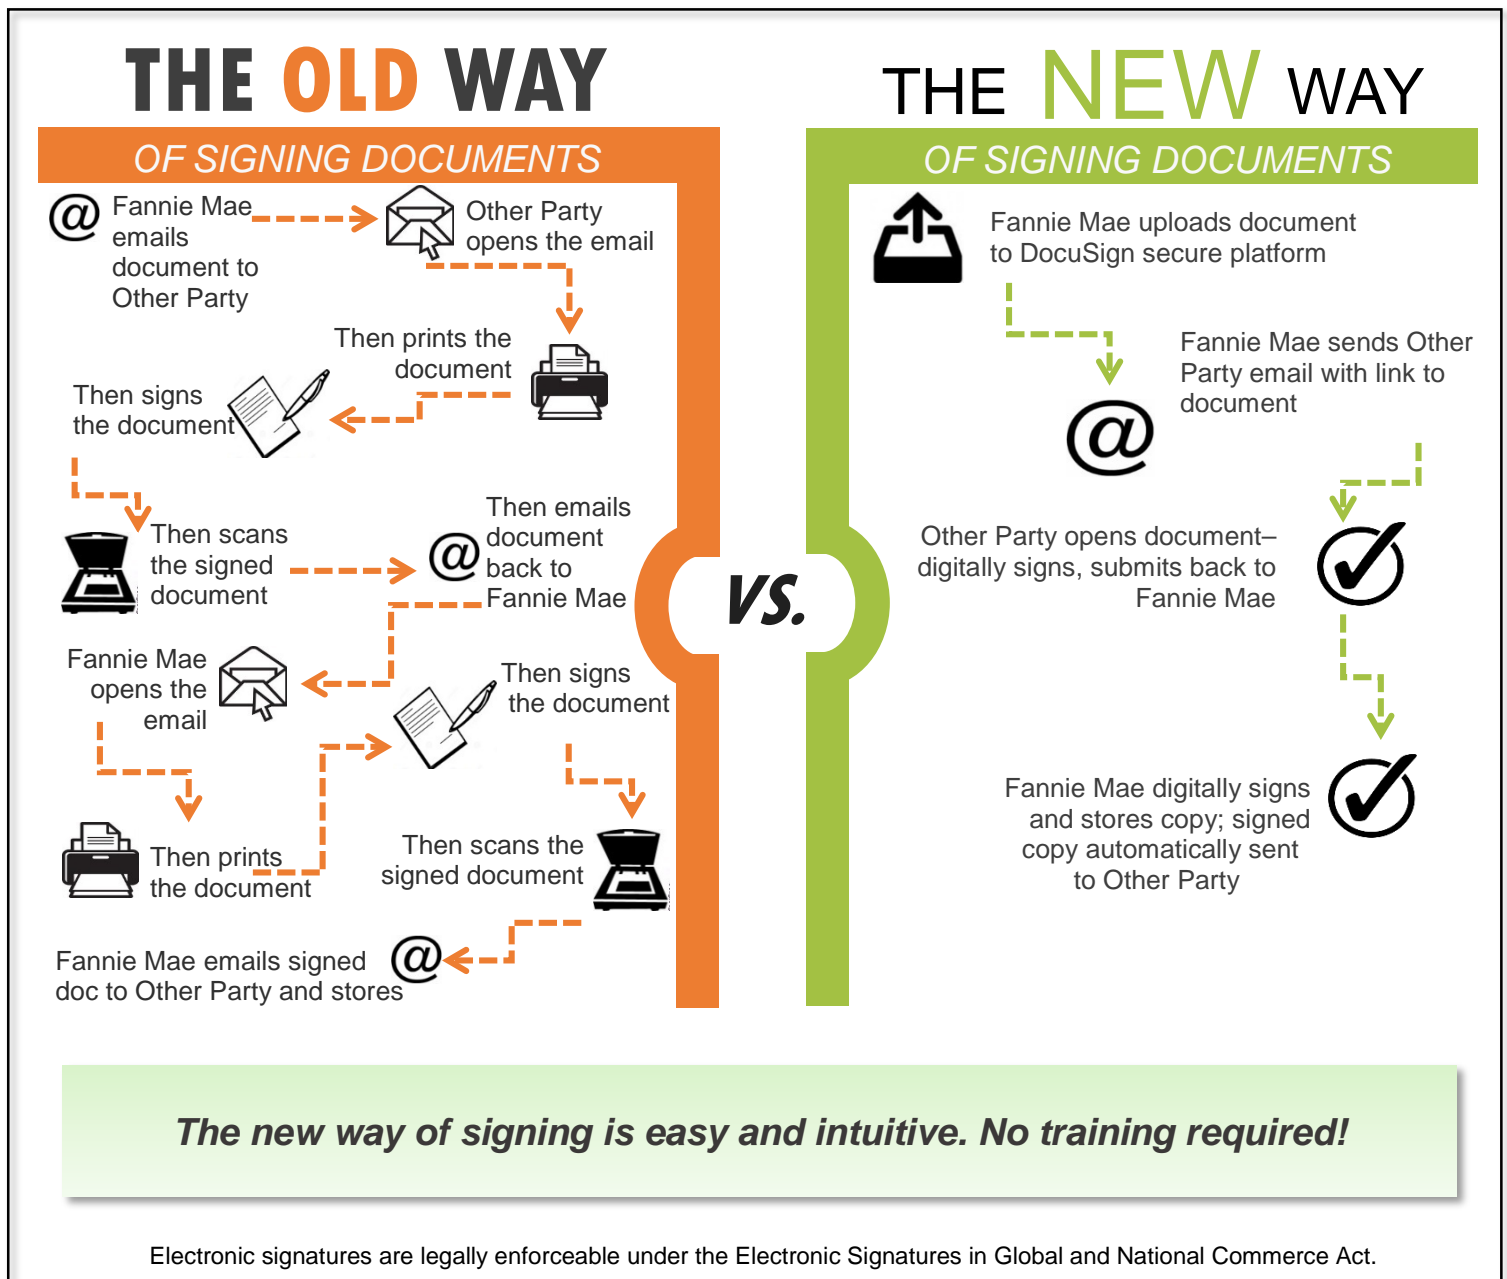 THE OLD WAY
OF SIGNING DOCUMENTS
@ Fannie Mae
emails
document to
Other Party
Other Party
opens the email
Then prints the
document
Then signs
the document
Then scans
the signed
document
@
Then emails
document
back to
Fannie Mae
Fannie Mae
opens the
email
Then prints
the document
Then signs
the document
Then scans the
signed document
@
Fannie Mae emails signed
doc to Other Party and stores
VS.
THE NEW WAY
OF SIGNING DOCUMENTS
Fannie Mae uploads document
to DocuSign secure platform
@
Fannie Mae sends Other
Party email with link to
document
Other Party opens document–
digitally signs, submits back to
Fannie Mae
Fannie Mae digitally signs
and stores copy; signed
copy automatically sent
to Other Party
The new way of signing is easy and intuitive. No training required!
Electronic signatures are legally enforceable under the Electronic Signatures in Global and National Commerce Act.